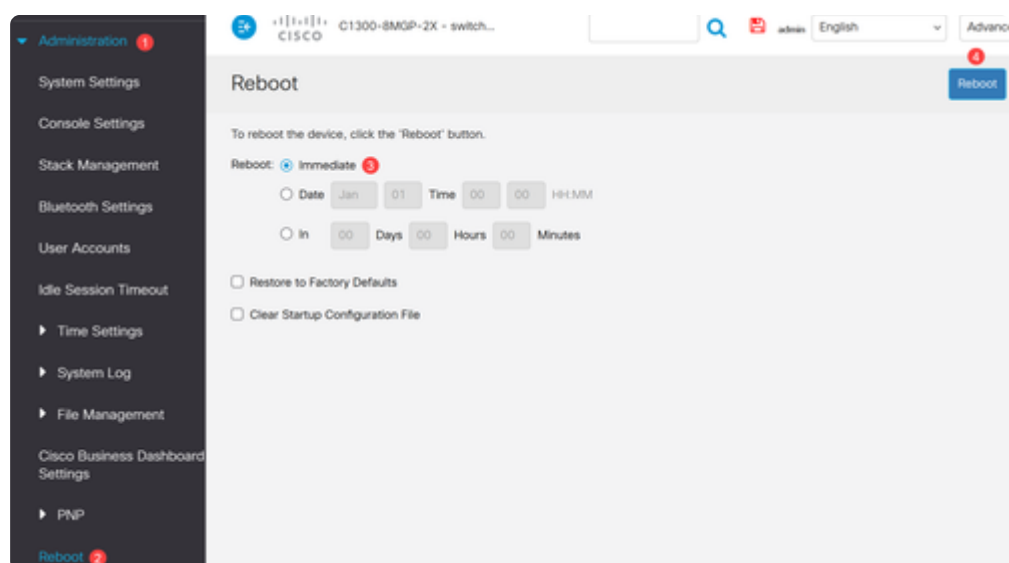 Administration 1
System Settings
Console Settings
Stack Management
Bluetooth Settings
User Accounts
Idle Session Timeout
Time Settings
System Log
File Management
Cisco Business Dashboard
Settings
PNP
Reboot 2
CISCO C1300-8MGP-2X - switch... admin English Advanc
4
Reboot Reboot
To reboot the device, click the 'Reboot' button.
Reboot: Immediate 3
Date Jan 01 Time 00 00 HH:MM
In 00 Days 00 Hours 00 Minutes
Restore to Factory Defaults
Clear Startup Configuration File